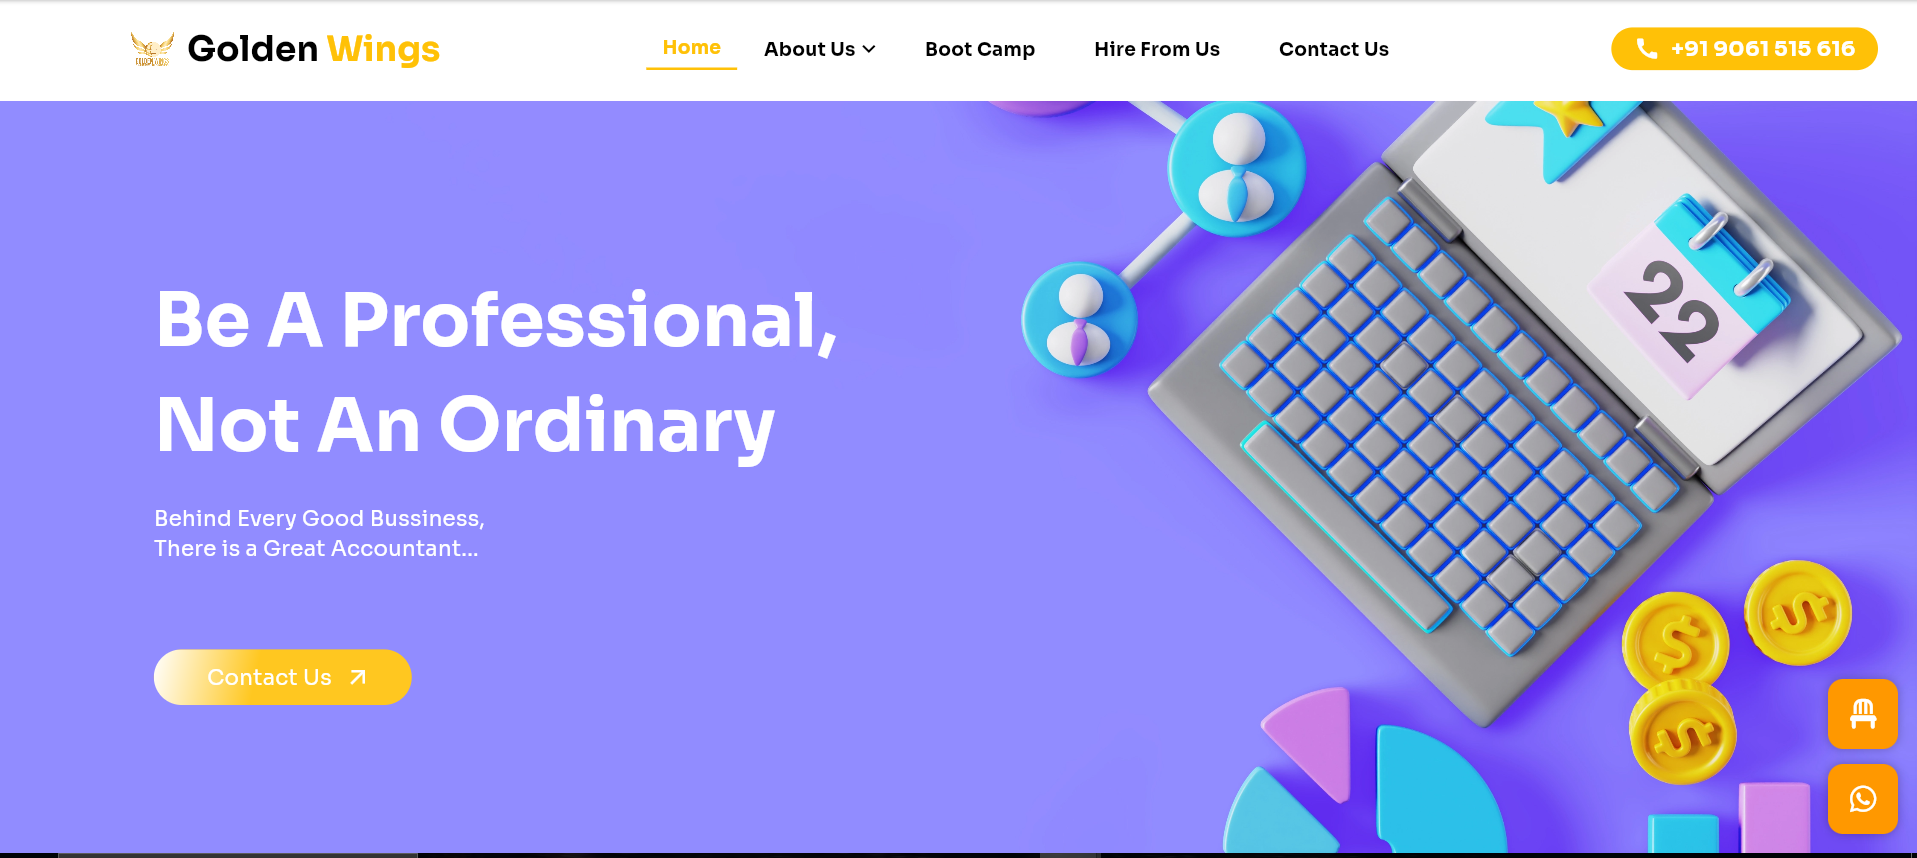 Golden Wings
Home
About Us
Boot Camp
Hire From Us
Contact Us
+91 9061 515 616
Be A Professional,
Not An Ordinary
Behind Every Good Bussiness,
There is a Great Accountant...
Contact Us
22
$
$
$